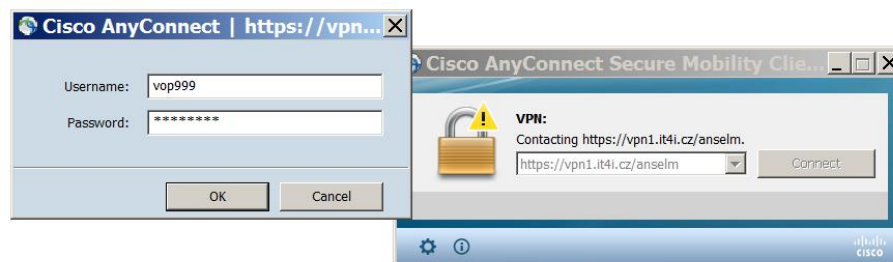 Cisco AnyConnect | https://vpn...
Username: vop999
Password: ********
OK Cancel
Cisco AnyConnect Secure Mobility Clie...
VPN:
Contacting https://vpn1.it4i.cz/anselm.
https://vpn1.it4i.cz/anselm Connect
CISCO